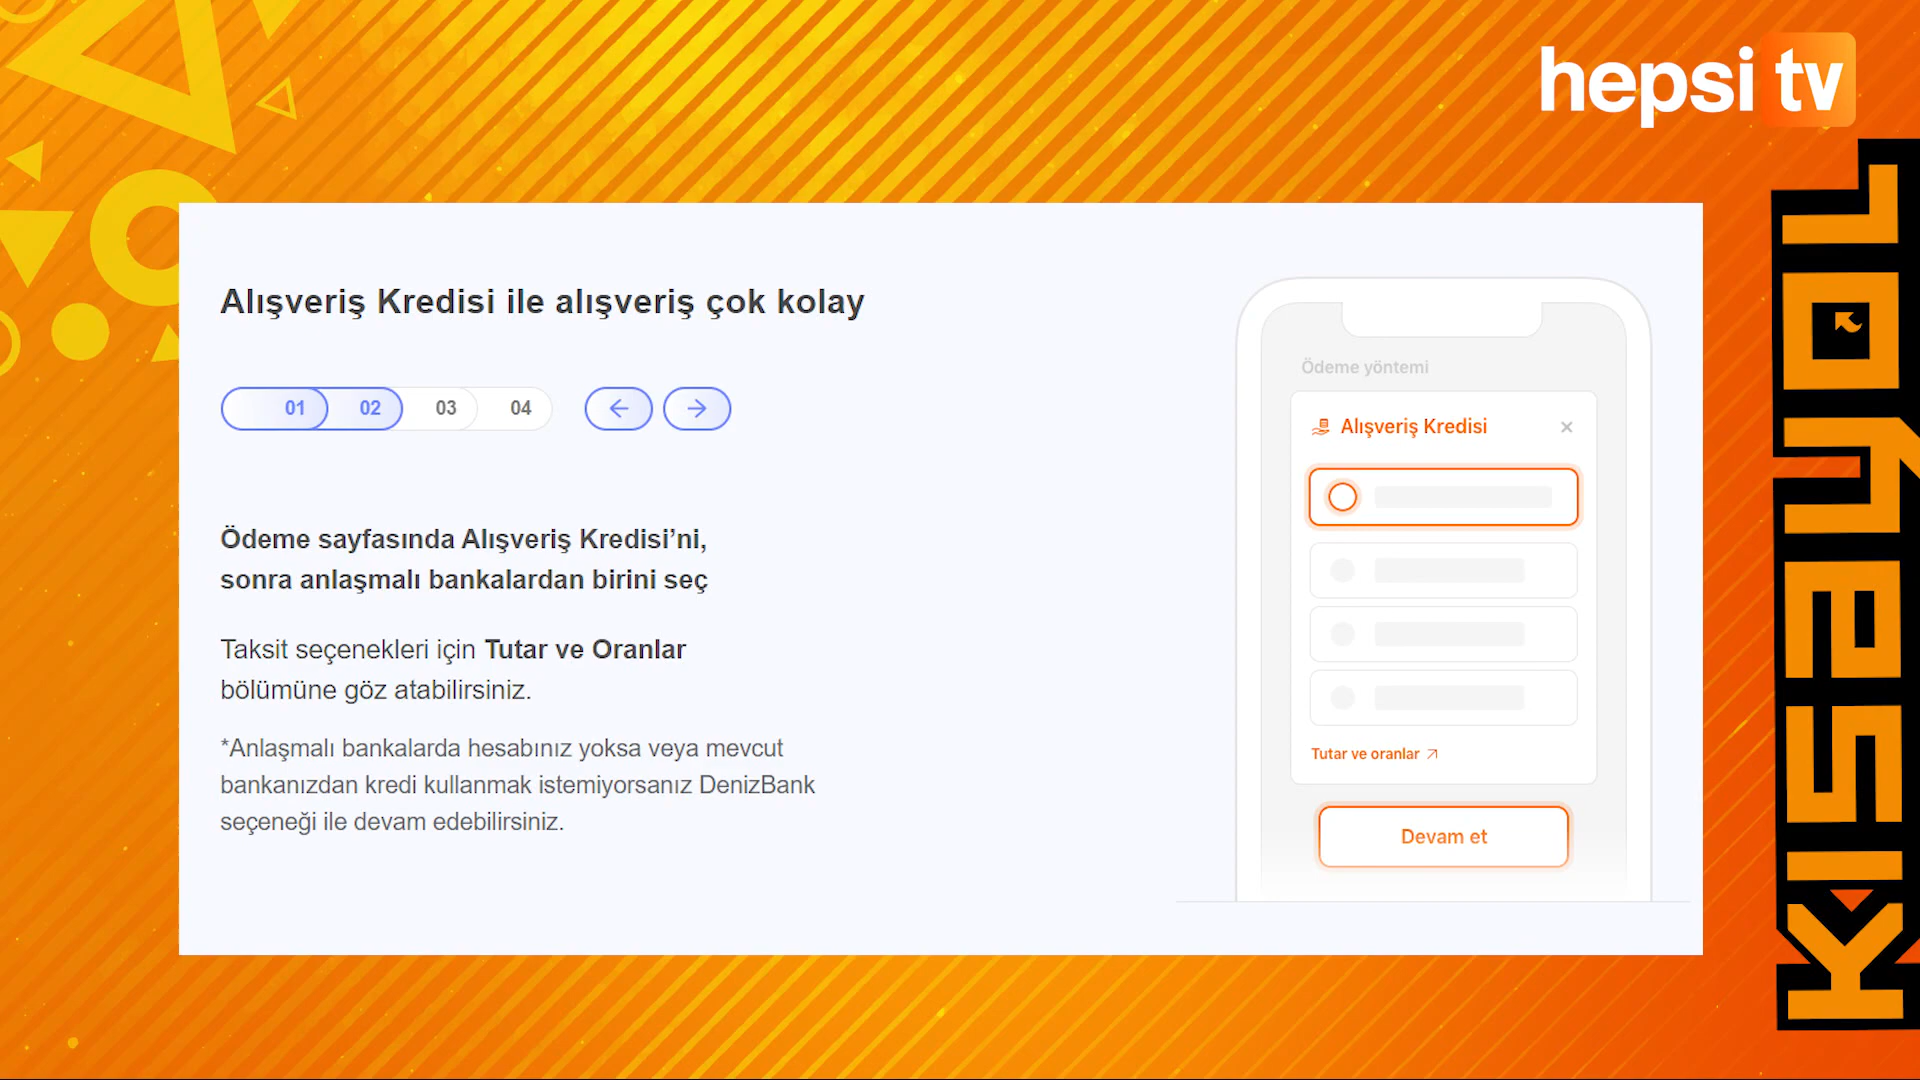 hepsi tv
Alışveriş Kredisi ile alışveriş çok kolay
01 02 03 04
Ödeme sayfasında Alışveriş Kredisi’ni,
sonra anlaşmalı bankalardan birini seç
Taksit seçenekleri için Tutar ve Oranlar
bölümüne göz atabilirsiniz.
*Anlaşmalı bankalarda hesabınız yoksa veya mevcut
bankanızdan kredi kullanmak istemiyorsanız DenizBank
seçeneği ile devam edebilirsiniz.
Ödeme yöntemi
Alışveriş Kredisi
Tutar ve oranlar
Devam et
kısayol